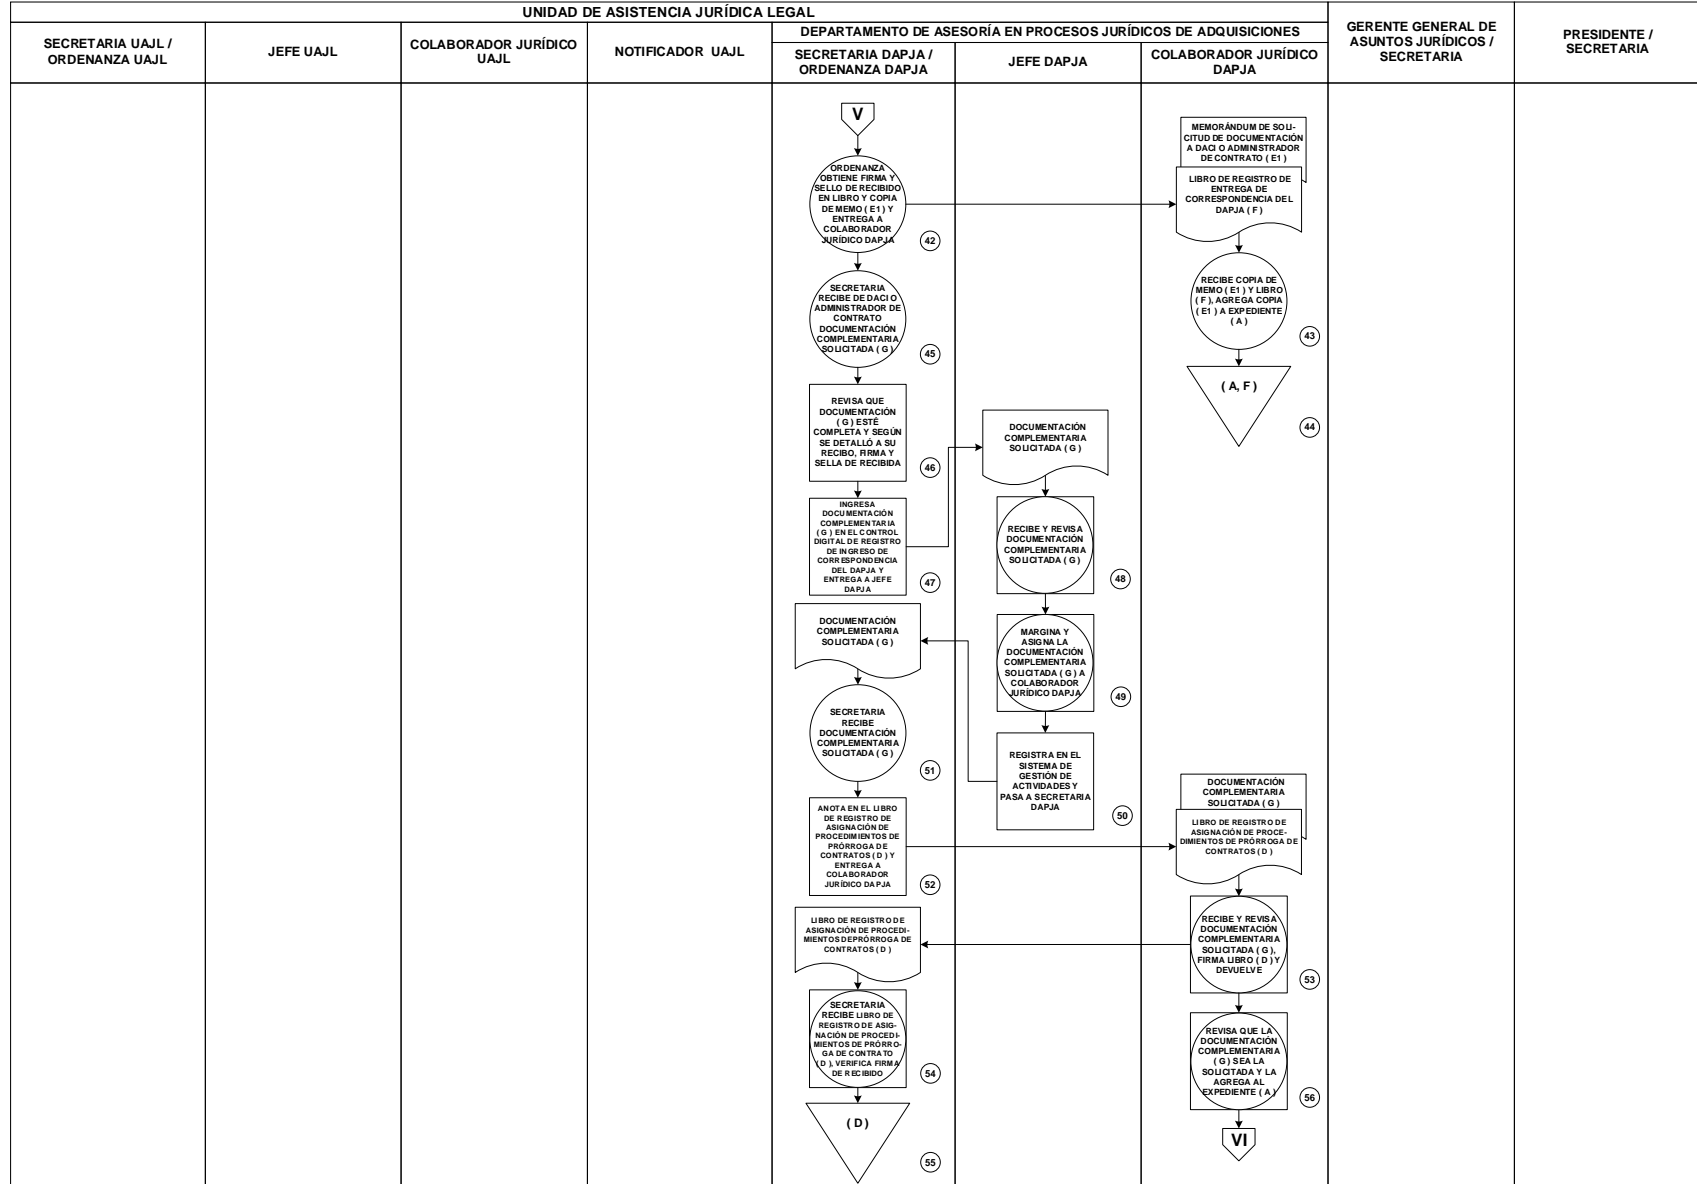 UNIDAD DE ASISTENCIA JURÍDICA LEGAL
SECRETARIA UAJL /
ORDENANZA UAJL
JEFE UAJL
COLABORADOR JURÍDICO
UAJL
NOTIFICADOR UAJL
DEPARTAMENTO DE ASESORÍA EN PROCESOS JURÍDICOS DE ADQUISICIONES
SECRETARIA DAPJA /
ORDENANZA DAPJA
JEFE DAPJA
COLABORADOR JURÍDICO
DAPJA
GERENTE GENERAL DE
ASUNTOS JURÍDICOS /
SECRETARIA
PRESIDENTE /
SECRETARIA
V
ORDENANZA
OBTIENE FIRMA Y
SELLO DE RECIBIDO
EN LIBRO Y COPIA
DE MEMO ( E1 ) Y
ENTREGA A
COLABORADOR
JURÍDICO DAPJA
42
MEMORÁNDUM DE SOLI-
CITUD DE DOCUMENTACIÓN
A DACI O ADMINISTRADOR
DE CONTRATO ( E1 )
LIBRO DE REGISTRO DE
ENTREGA DE
CORRESPONDENCIA DEL
DAPJA ( F )
RECIBE COPIA DE
MEMO ( E1 ) Y LIBRO
( F ), AGREGA COPIA
( E1 ) A EXPEDIENTE
( A )
43
( A, F )
44
SECRETARIA
RECIBE DE DACI O
ADMINISTRADOR DE
CONTRATO
DOCUMENTACIÓN
COMPLEMENTARIA
SOLICITADA ( G )
45
REVISA QUE
DOCUMENTACIÓN
( G ) ESTÉ
COMPLETA Y SEGÚN
SE DETALLÓ A SU
RECIBO, FIRMA Y
SELLA DE RECIBIDA
46
INGRESA
DOCUMENTACIÓN
COMPLEMENTARIA
( G ) EN EL CONTROL
DIGITAL DE REGISTRO
DE INGRESO DE
CORRESPONDENCIA
DEL DAPJA Y
ENTREGA A JEFE
DAPJA
47
DOCUMENTACIÓN
COMPLEMENTARIA
SOLICITADA ( G )
RECIBE Y REVISA
DOCUMENTACIÓN
COMPLEMENTARIA
SOLICITADA ( G )
48
MARGINA Y
ASIGNA LA
DOCUMENTACIÓN
COMPLEMENTARIA
SOLICITADA ( G ) A
COLABORADOR
JURÍDICO DAPJA
49
REGISTRA EN EL
SISTEMA DE
GESTIÓN DE
ACTIVIDADES Y
PASA A SECRETARIA
DAPJA
50
DOCUMENTACIÓN
COMPLEMENTARIA
SOLICITADA ( G )
SECRETARIA
RECIBE
DOCUMENTACIÓN
COMPLEMENTARIA
SOLICITADA ( G )
51
ANOTA EN EL LIBRO
DE REGISTRO DE
ASIGNACIÓN DE
PROCEDIMIENTOS DE
PRÓRROGA DE
CONTRATOS ( D ) Y
ENTREGA A
COLABORADOR
JURÍDICO DAPJA
52
DOCUMENTACIÓN
COMPLEMENTARIA
SOLICITADA ( G )
LIBRO DE REGISTRO DE
ASIGNACIÓN DE PROCE-
DIMIENTOS DE PRÓRROGA DE
CONTRATOS ( D )
RECIBE Y REVISA
DOCUMENTACIÓN
COMPLEMENTARIA
SOLICITADA ( G ),
FIRMA LIBRO ( D ) Y
DEVUELVE
53
LIBRO DE REGISTRO DE
ASIGNACIÓN DE PROCEDI-
MIENTOS DE PRÓRROGA DE
CONTRATOS ( D )
SECRETARIA
RECIBE LIBRO DE
REGISTRO DE ASIG-
NACIÓN DE PROCEDI-
MIENTOS DE PRÓRRO-
GA DE CONTRATO
( D ), VERIFICA FIRMA
DE RECIBIDO
54
( D )
55
REVISA QUE LA
DOCUMENTACIÓN
COMPLEMENTARIA
( G ) SEA LA
SOLICITADA Y LA
AGREGA AL
EXPEDIENTE ( A )
56
VI